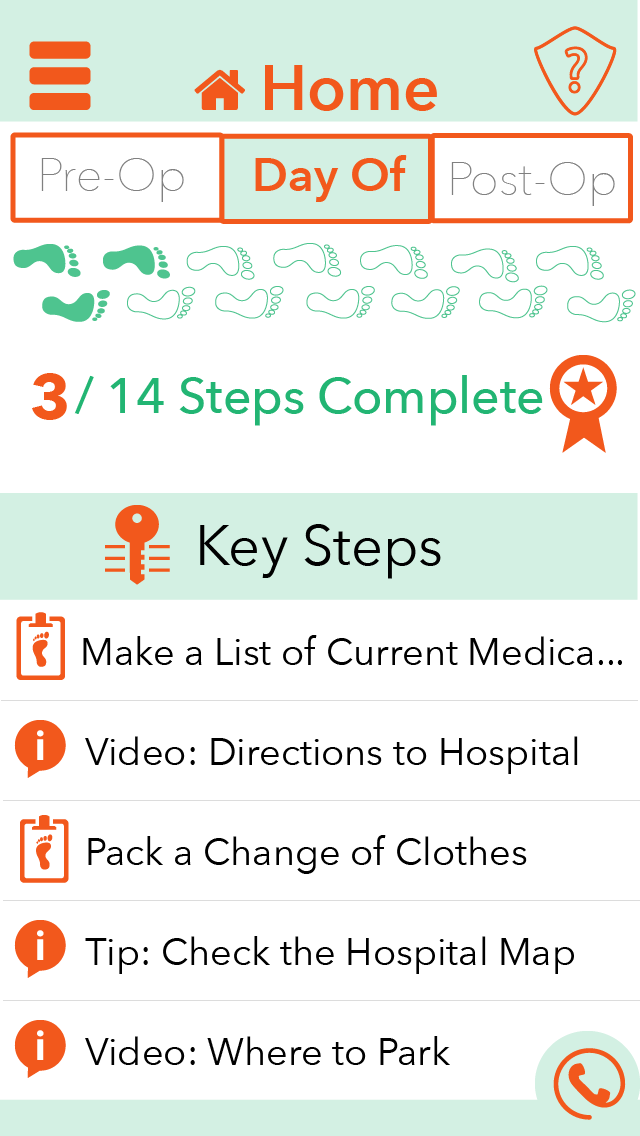 Home
Pre-Op Day Of Post-Op
3/ 14 Steps Complete
Key Steps
Make a List of Current Medica...
Video: Directions to Hospital
Pack a Change of Clothes
Tip: Check the Hospital Map
Video: Where to Park